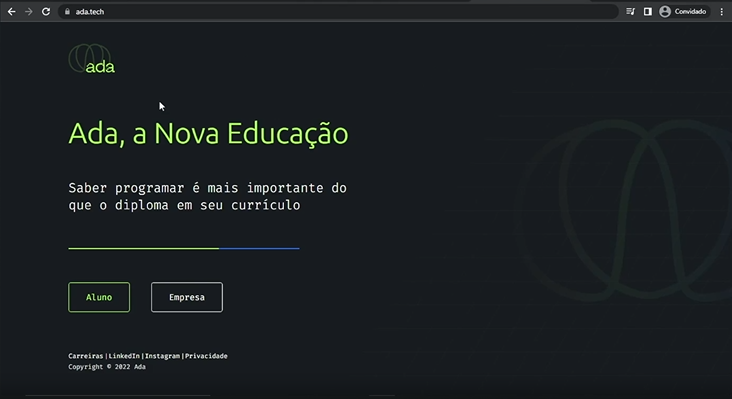 ada.tech
Convidado
ada
Ada, a Nova Educação
Saber programar é mais importante do
que o diploma em seu currículo
Aluno
Empresa
Carreiras|LinkedIn|Instagram|Privacidade
Copyright © 2022 Ada